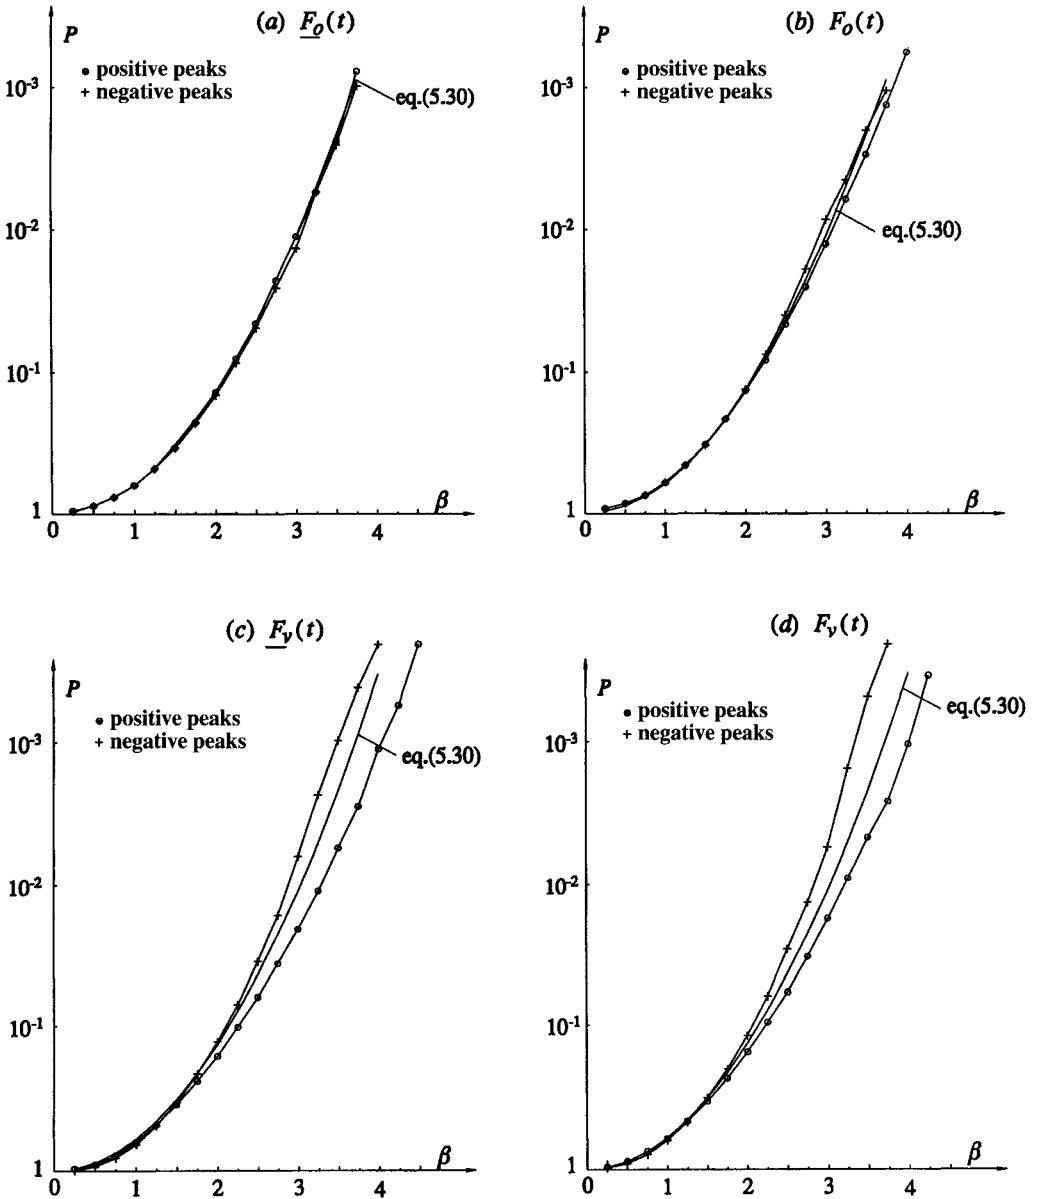 (a) F₀(t)
P
positive peaks
negative peaks
eq.(5.30)
10⁻³
10⁻²
10⁻¹
1
β
0 1 2 3 4
(b) F₀(t)
P
positive peaks
negative peaks
eq.(5.30)
10⁻³
10⁻²
10⁻¹
1
β
0 1 2 3 4
(c) Fᵥ(t)
P
positive peaks
negative peaks
eq.(5.30)
10⁻³
10⁻²
10⁻¹
1
β
0 1 2 3 4
(d) Fᵥ(t)
P
positive peaks
negative peaks
eq.(5.30)
10⁻³
10⁻²
10⁻¹
1
β
0 1 2 3 4